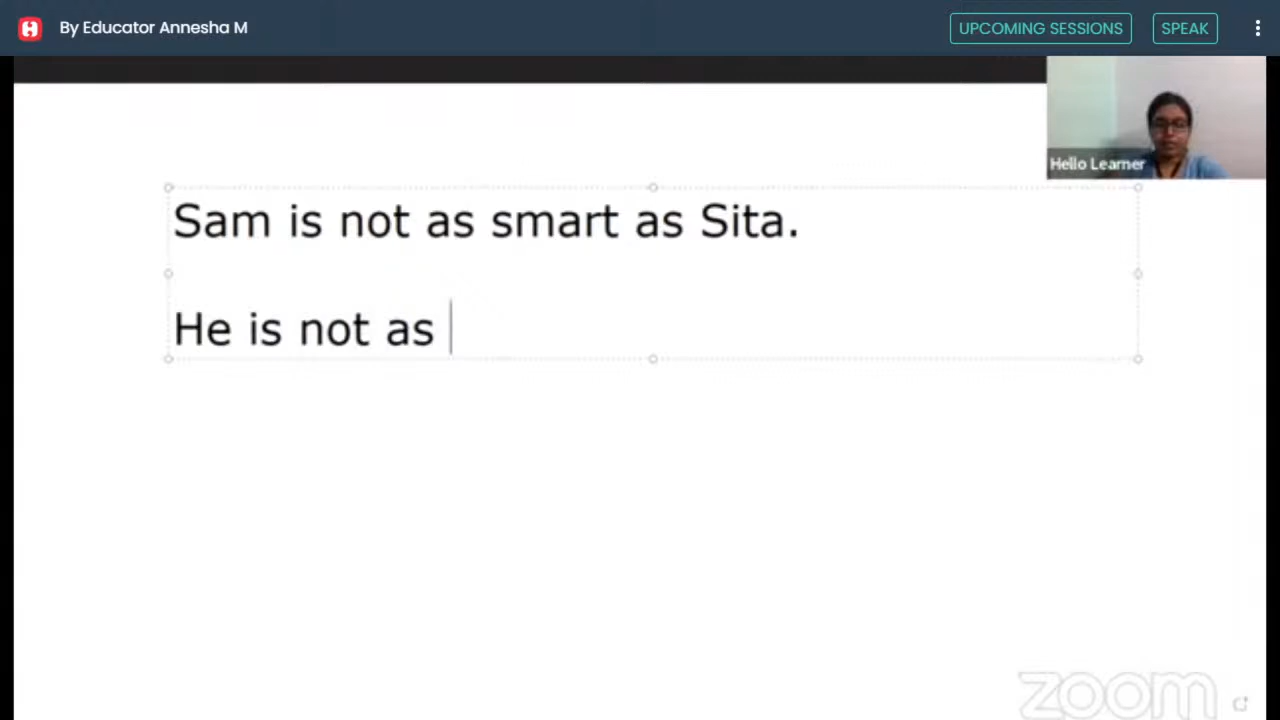 By Educator Annesha M
UPCOMING SESSIONS
SPEAK
Hello Learner
Sam is not as smart as Sita.
He is not as
zoom